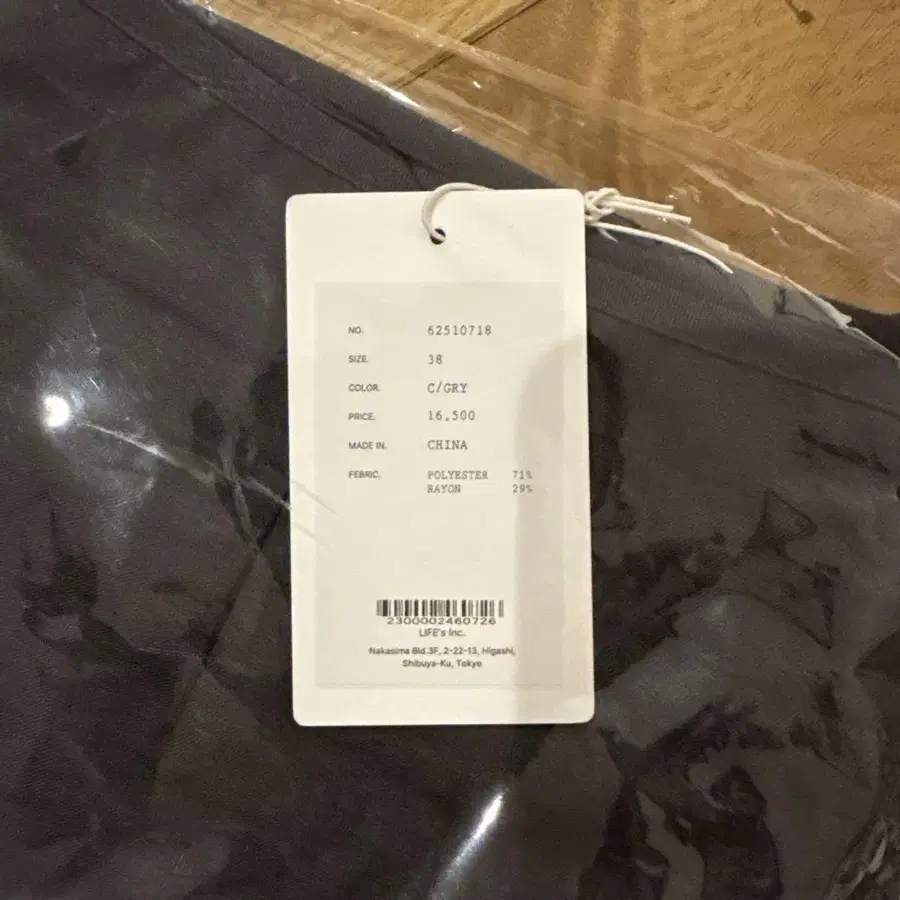 NO. 62510718
SIZE. 38
COLOR. C/GRY
PRICE. 16,500
MADE IN. CHINA
FEBRIC. POLYESTER 71%
RAYON 29%
2300002460726
LIFE's Inc.
Nakasima Bld.3F, 2-22-13, Higashi,
Shibuya-Ku, Tokyo